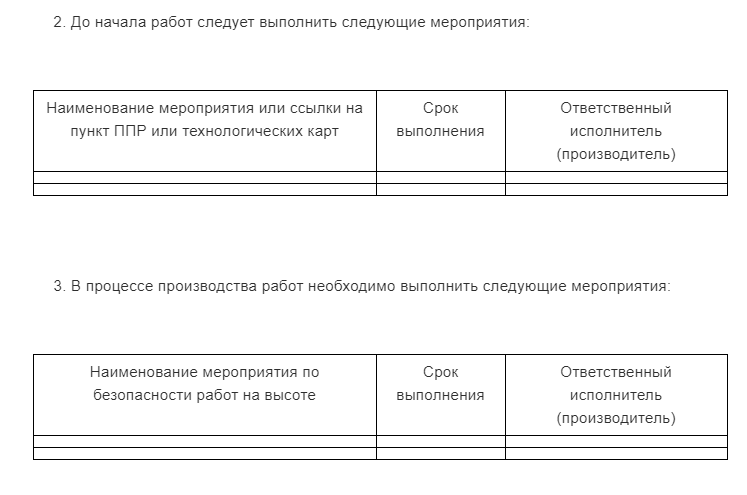 2. До начала работ следует выполнить следующие мероприятия:
Наименование мероприятия или ссылки на
пункт ППР или технологических карт
Срок
выполнения
Ответственный
исполнитель
(производитель)
3. В процессе производства работ необходимо выполнить следующие мероприятия:
Наименование мероприятия по
безопасности работ на высоте
Срок
выполнения
Ответственный
исполнитель
(производитель)